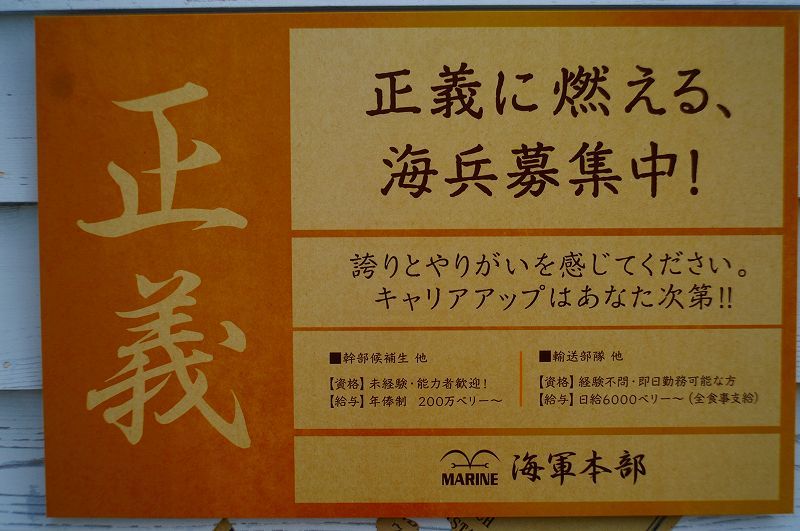 正義
正義に燃える、
海兵募集中!
誇りとやりがいを感じてください。
キャリアアップはあなた次第!!
■幹部候補生 他
【資格】未経験・能力者歓迎!
【給与】年俸制 200万ベリー〜
■輸送部隊 他
【資格】経験不問・即日勤務可能な方
【給与】日給6000ベリー〜(全食事支給)
MARINE 海軍本部